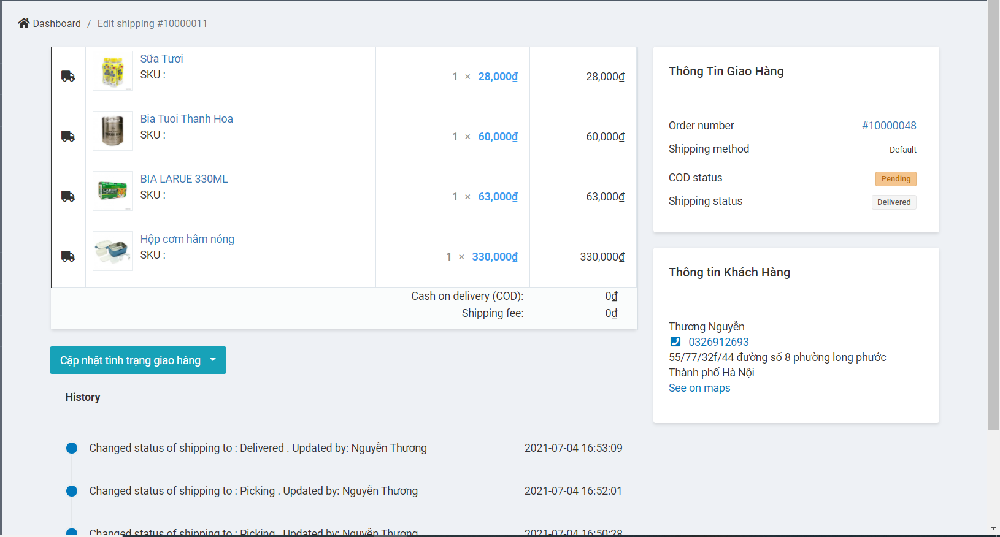 Dashboard / Edit shipping #10000011
Sữa Tươi
SKU :
1 × 28,000₫
28,000₫
Bia Tuoi Thanh Hoa
SKU :
1 × 60,000₫
60,000₫
BIA LARUE 330ML
SKU :
1 × 63,000₫
63,000₫
LARUE
Hộp cơm hâm nóng
SKU :
1 × 330,000₫
330,000₫
Cash on delivery (COD): 0₫
Shipping fee: 0₫
Cập nhật tình trạng giao hàng
History
Changed status of shipping to : Delivered . Updated by: Nguyễn Thương 2021-07-04 16:53:09
Changed status of shipping to : Picking . Updated by: Nguyễn Thương 2021-07-04 16:52:01
Changed status of shipping to : Picking . Updated by: Nguyễn Thương 2021-07-04 16:50:28
Thông Tin Giao Hàng
Order number #10000048
Shipping method Default
COD status Pending
Shipping status Delivered
Thông tin Khách Hàng
Thương Nguyễn
0326912693
55/77/32f/44 đường số 8 phường long phước
Thành phố Hà Nội
See on maps